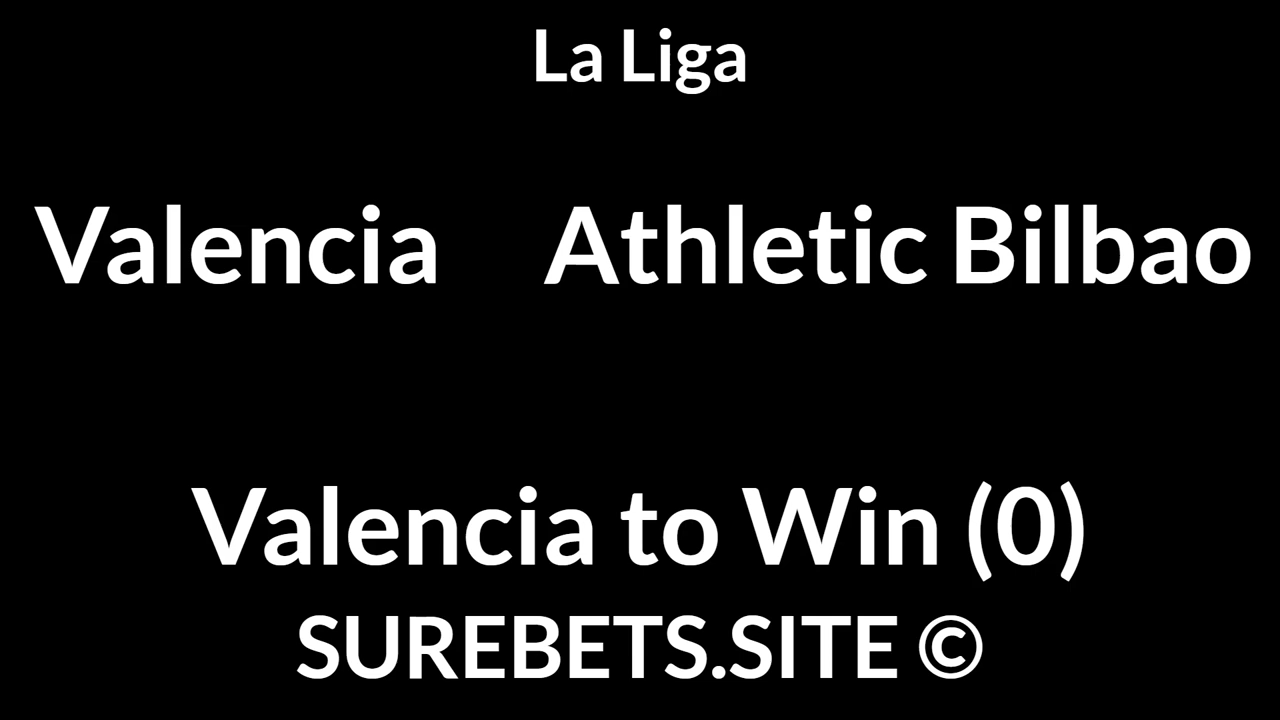 La Liga
Valencia Athletic Bilbao
Valencia to Win (0)
SUREBETS.SITE ©